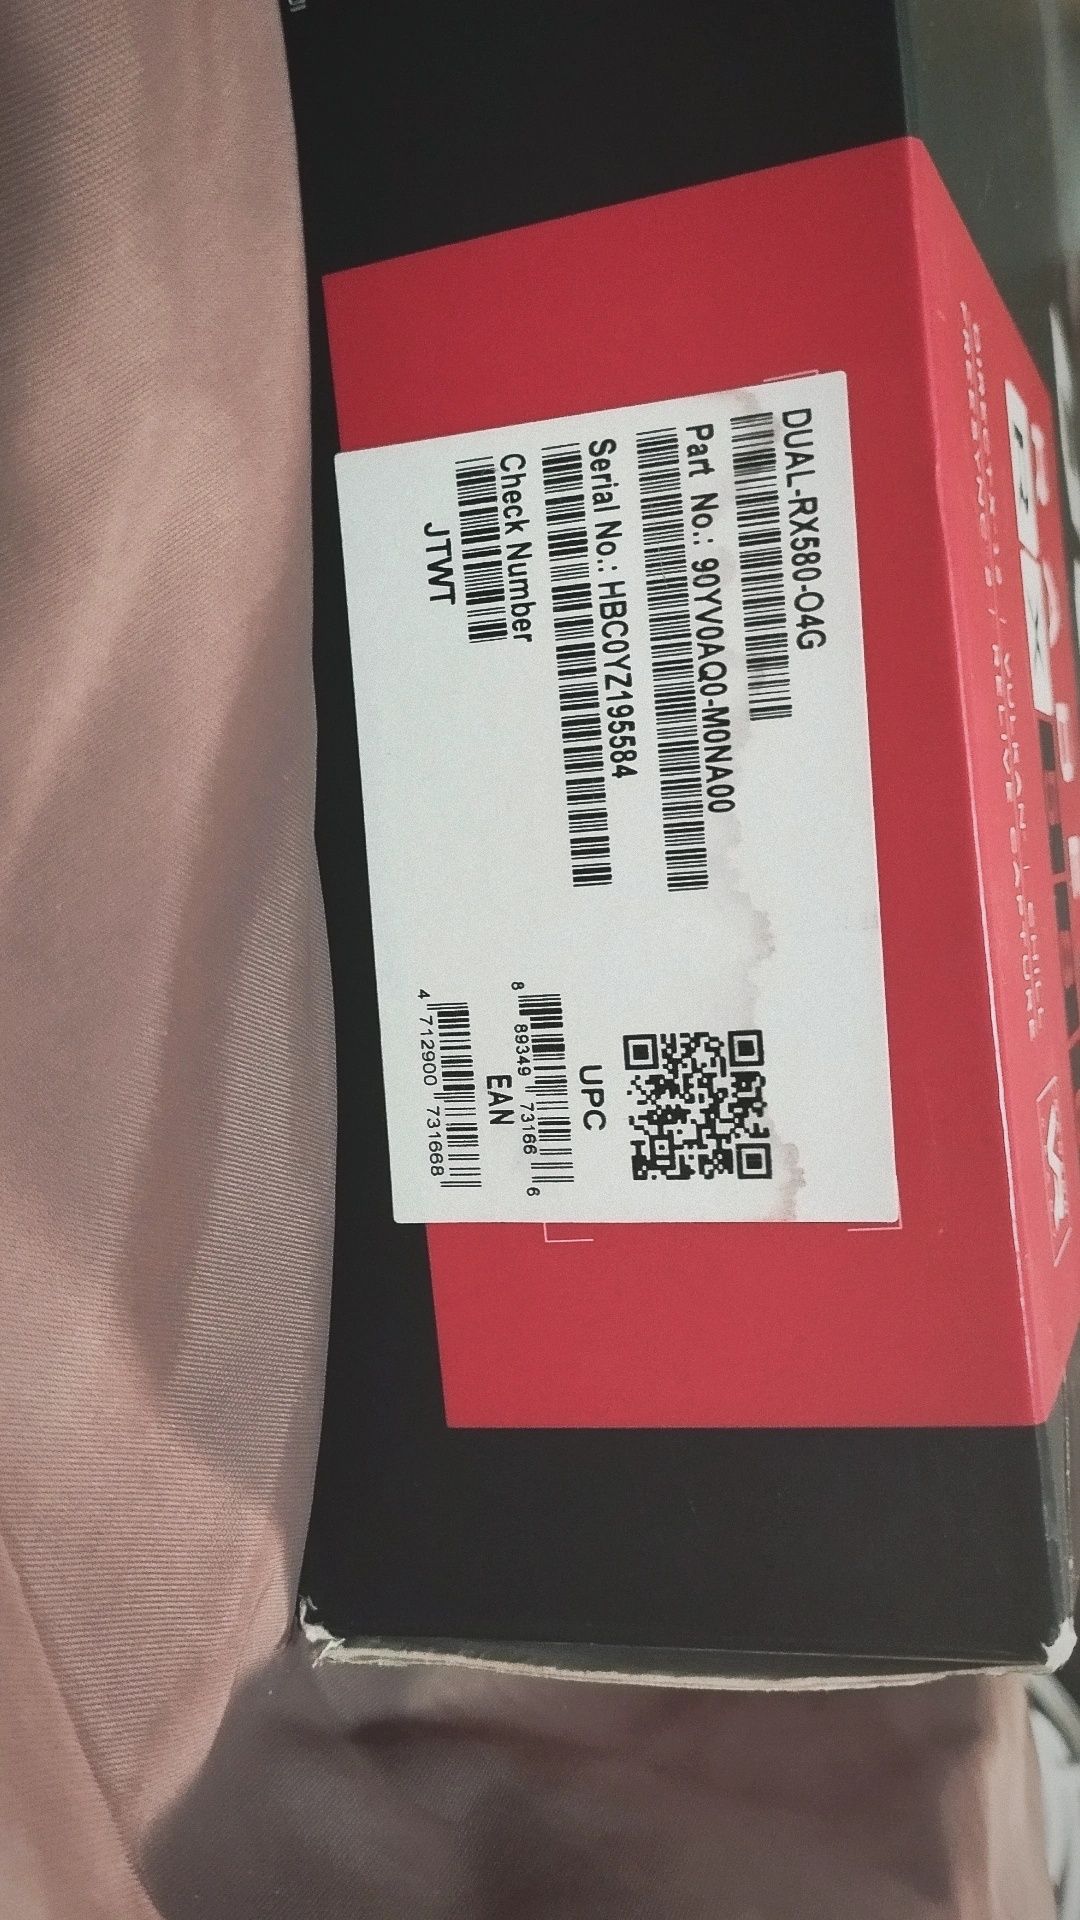 DUAL-RX580-O4G
Part No.: 90YV0AQ0-M0NA00
Serial No.: HBC0YZ195584
Check Number
JTWT
UPC
8 89349 73166 6
EAN
4 712900 731668